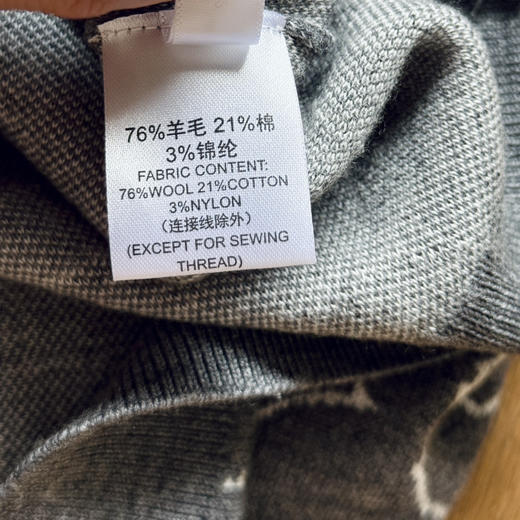 76%羊毛 21%棉
3%锦纶
FABRIC CONTENT:
76%WOOL 21%COTTON
3%NYLON
（连接线除外）
(EXCEPT FOR SEWING
THREAD)